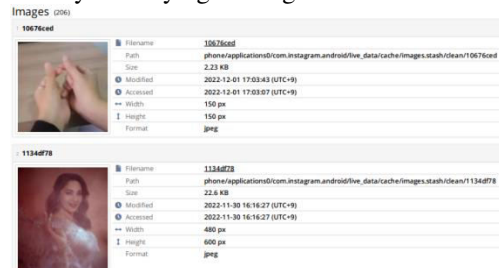 Images (206)
10676ced
Filename 10676ced
Path phone/applications0/com.instagram.android/live_data/cache/images.stash/clean/10676ced
Size 2.23 KB
Modified 2022-12-01 17:03:43 (UTC+9)
Accessed 2022-12-01 17:03:07 (UTC+9)
Width 150 px
Height 150 px
Format jpeg
1134df78
Filename 1134df78
Path phone/applications0/com.instagram.android/live_data/cache/images.stash/clean/1134df78
Size 22.6 KB
Modified 2022-11-30 16:16:27 (UTC+9)
Accessed 2022-11-30 16:16:27 (UTC+9)
Width 480 px
Height 600 px
Format jpeg